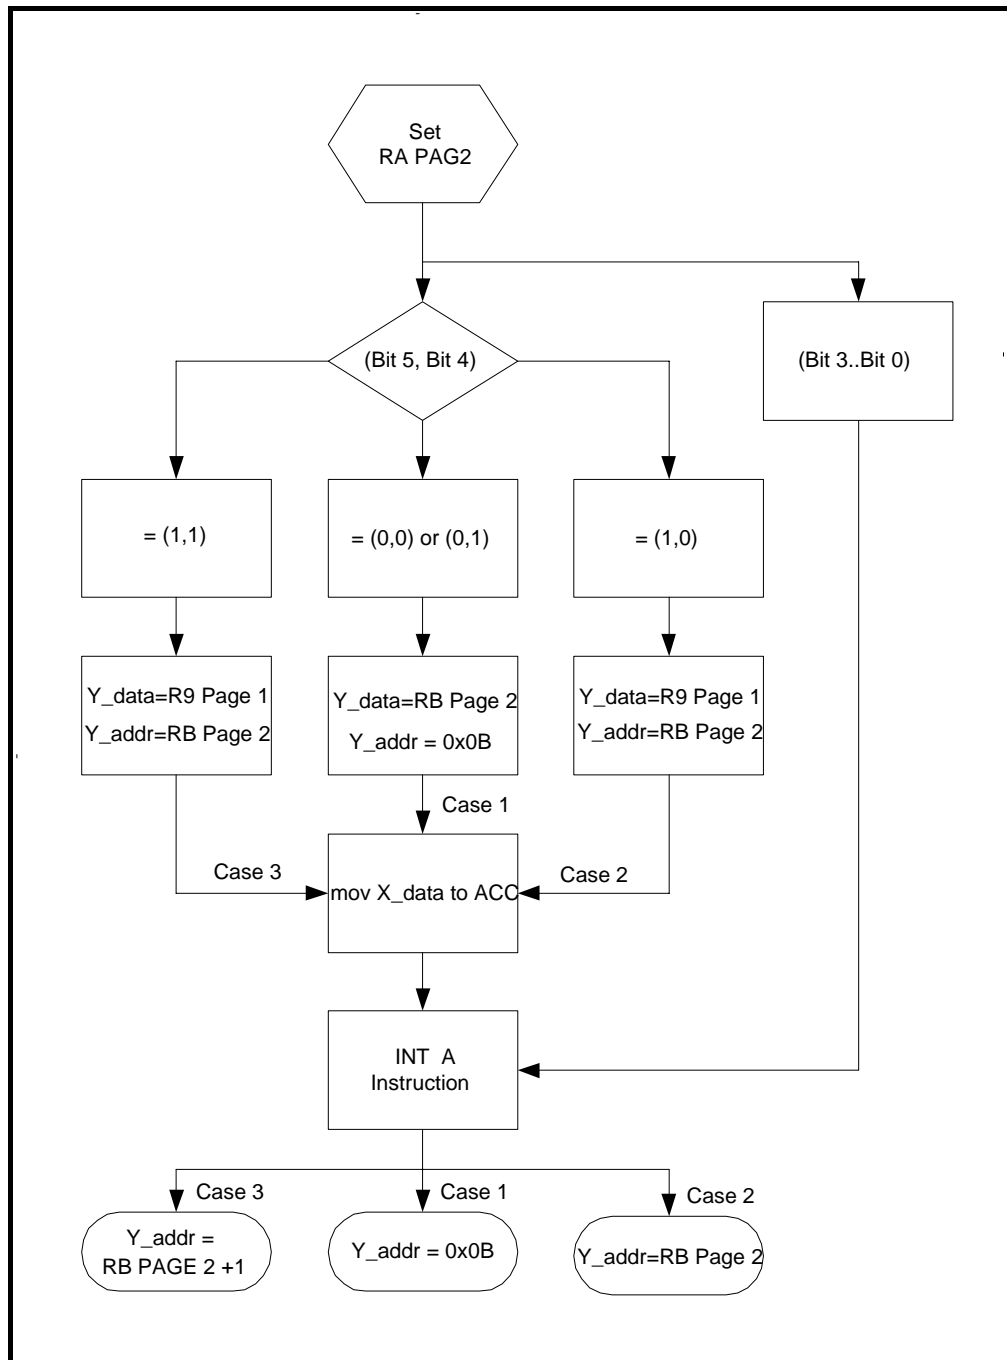 Set
RA PAG2
(Bit 5, Bit 4)
(Bit 3..Bit 0)
= (1,1)
= (0,0) or (0,1)
= (1,0)
Y_data=R9 Page 1
Y_addr=RB Page 2
Y_data=RB Page 2
Y_addr = 0x0B
Y_data=R9 Page 1
Y_addr=RB Page 2
Case 1
Case 3
mov X_data to ACC
Case 2
INT A
Instruction
Case 3
Case 1
Case 2
Y_addr =
RB PAGE 2 +1
Y_addr = 0x0B
Y_addr=RB Page 2